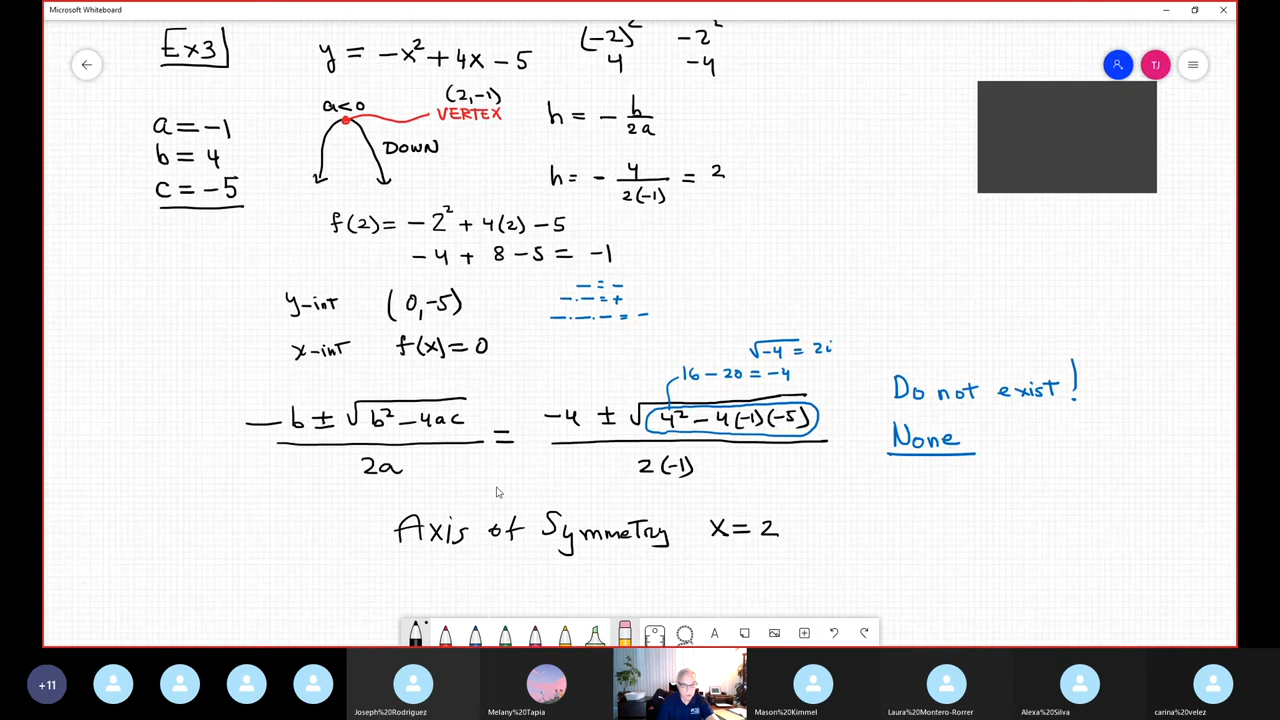 Microsoft Whiteboard
Ex3
y = -x² + 4x - 5
(-2)² -2²
4 -4
TJ
a<0
(2,-1)
VERTEX
DOWN
a = -1
b = 4
c = -5
h = - b/2a
h = - 4/2(-1) = 2
f(2) = -2² + 4(2) - 5
-4 + 8 - 5 = -1
y-int (0,-5)
- = -
-·- = +
-·-·- = -
x-int f(x) = 0
√-4 = 2i
16 - 20 = -4
-b ± √b² - 4ac / 2a = -4 ± √4² - 4(-1)(-5) / 2(-1)
Do not exist!
None
Axis of Symmetry x = 2
A
+11
Joseph%20Rodriguez
Melany%20Tapia
Mason%20Kimmel
Laura%20Montero-Rorrer
Alexa%20Silva
carina%20velez